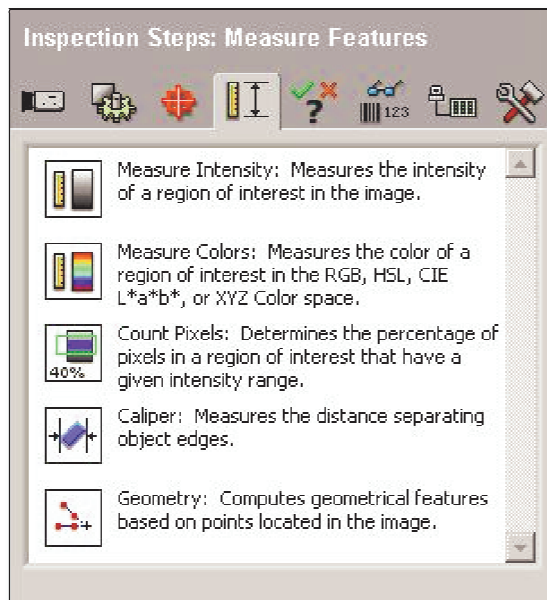 Inspection Steps: Measure Features
123
Measure Intensity: Measures the intensity
of a region of interest in the image.
Measure Colors: Measures the color of a
region of interest in the RGB, HSL, CIE
L*a*b*, or XYZ Color space.
Count Pixels: Determines the percentage of
pixels in a region of interest that have a
given intensity range.
40%
Caliper: Measures the distance separating
object edges.
Geometry: Computes geometrical features
based on points located in the image.